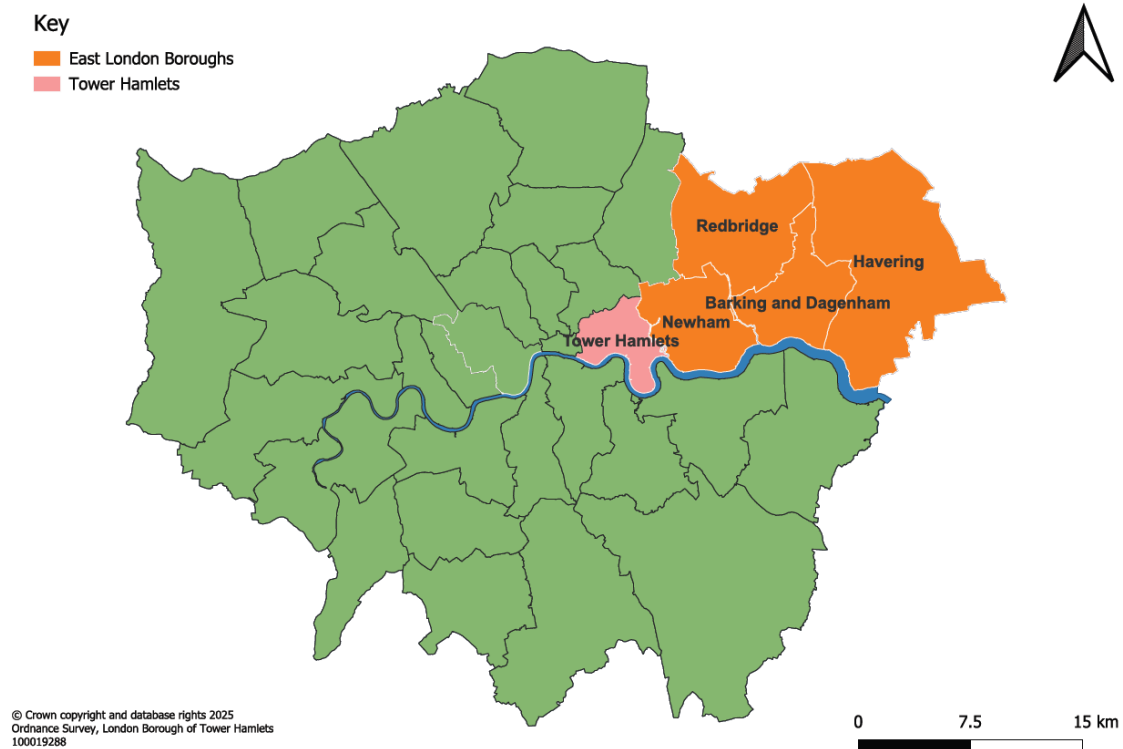 Key
East London Boroughs
Tower Hamlets
Redbridge
Havering
Barking and Dagenham
Newham
Tower Hamlets
© Crown copyright and database rights 2025
Ordnance Survey, London Borough of Tower Hamlets
100019288
0 7.5 15 km